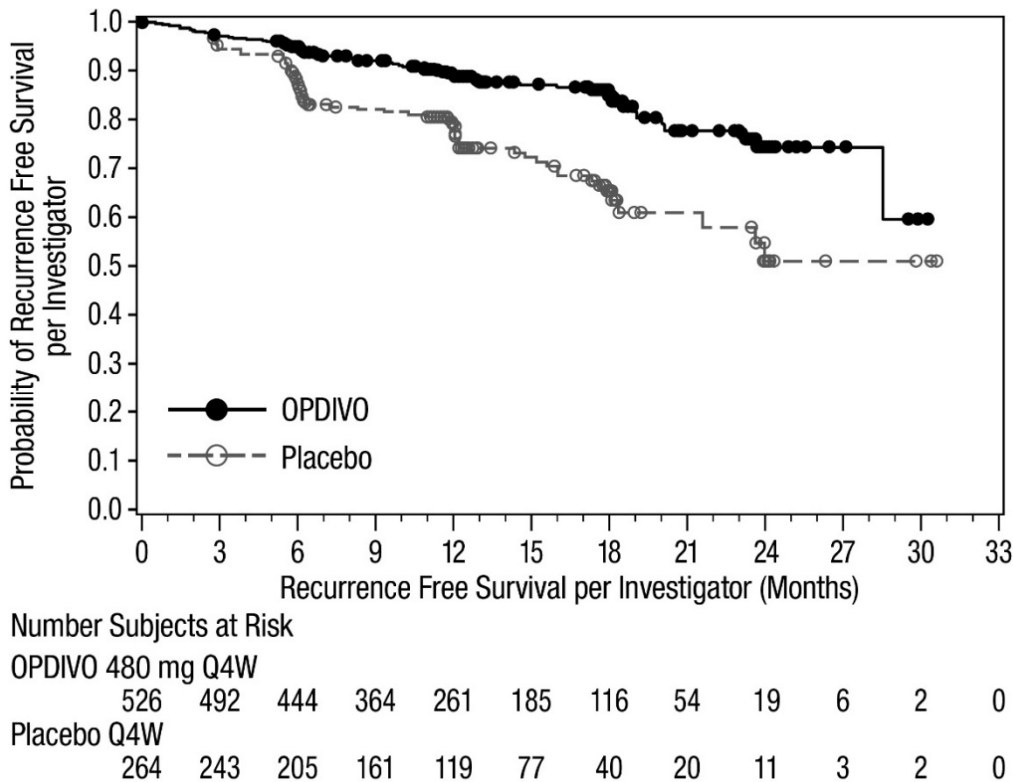 Probability of Recurrence Free Survival
per Investigator
1.0
0.9
0.8
0.7
0.6
0.5
0.4
0.3
0.2
0.1
0.0
OPDIVO
Placebo
0 3 6 9 12 15 18 21 24 27 30 33
Recurrence Free Survival per Investigator (Months)
Number Subjects at Risk
OPDIVO 480 mg Q4W
526 492 444 364 261 185 116 54 19 6 2 0
Placebo Q4W
264 243 205 161 119 77 40 20 11 3 2 0